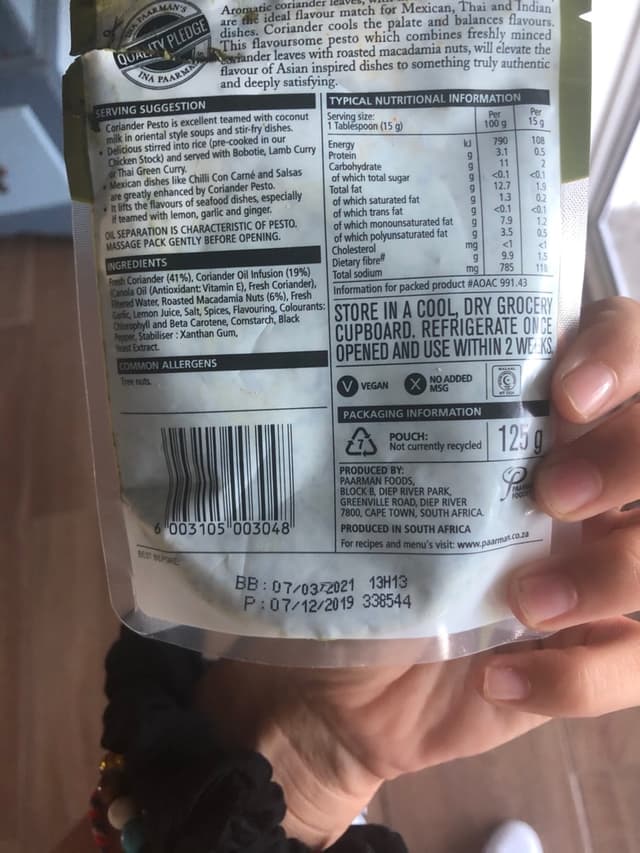 Aromatic coriander leaves,
are the ideal flavour match for Mexican, Thai and Indian
dishes. Coriander cools the palate and balances flavours.
This flavoursome pesto which combines freshly minced
coriander leaves with roasted macadamia nuts, will elevate the
flavour of Asian inspired dishes to something truly authentic
and deeply satisfying.
PAARMAN'S
QUALITY PLEDGE
INA PAARMAN
SERVING SUGGESTION
• Coriander Pesto is excellent teamed with coconut
milk in oriental style soups and stir-fry dishes.
• Delicious stirred into rice (pre-cooked in our
Chicken Stock) and served with Bobotie, Lamb Curry
or Thai Green Curry.
• Mexican dishes like Chilli Con Carné and Salsas
are greatly enhanced by Coriander Pesto.
• It lifts the flavours of seafood dishes, especially
if teamed with lemon, garlic and ginger.
OIL SEPARATION IS CHARACTERISTIC OF PESTO.
MASSAGE PACK GENTLY BEFORE OPENING.
INGREDIENTS
Fresh Coriander (41%), Coriander Oil Infusion (19%)
(Canola Oil (Antioxidant: Vitamin E), Fresh Coriander),
Filtered Water, Roasted Macadamia Nuts (6%), Fresh
Garlic, Lemon Juice, Salt, Spices, Flavouring, Colourants:
Chlorophyll and Beta Carotene, Cornstarch, Black
Pepper, Stabiliser : Xanthan Gum,
Yeast Extract.
COMMON ALLERGENS
Tree nuts.
6 003105 003048
BEST BEFORE:
BB:07/03/2021 13H13
P:07/12/2019 338544
TYPICAL NUTRITIONAL INFORMATION
Serving size: Per Per
1 Tablespoon (15 g) 100 g 15 g
Energy kJ 790 108
Protein g 3.1 0.5
Carbohydrate g 11 2
of which total sugar g <0.1 <0.1
Total fat g 12.7 1.9
of which saturated fat g 1.3 0.2
of which trans fat g <0.1 <0.1
of which monounsaturated fat g 7.9 1.2
of which polyunsaturated fat g 3.5 0.5
Cholesterol mg <1 <1
Dietary fibre# g 9.9 1.5
Total sodium mg 785 118
Information for packed product #AOAC 991.43
STORE IN A COOL, DRY GROCERY
CUPBOARD. REFRIGERATE ONCE
OPENED AND USE WITHIN 2 WEEKS.
V VEGAN
X NO ADDED
MSG
PACKAGING INFORMATION
7
POUCH:
Not currently recycled
125 g
PRODUCED BY:
PAARMAN FOODS,
BLOCK B, DIEP RIVER PARK,
GREENVILLE ROAD, DIEP RIVER
7800, CAPE TOWN, SOUTH AFRICA.
PRODUCED IN SOUTH AFRICA
For recipes and menu's visit: www.paarman.co.za